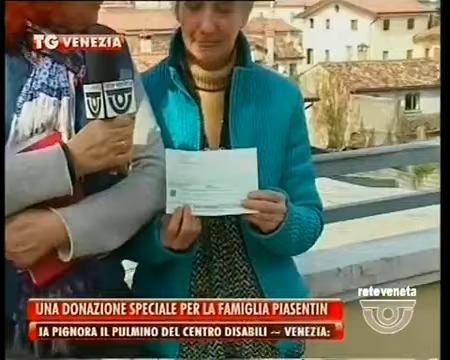 TG VENEZIA
UNA DONAZIONE SPECIALE PER LA FAMIGLIA PIASENTIN
IA PIGNORA IL PULMINO DEL CENTRO DISABILI ~ VENEZIA:
reteveneta